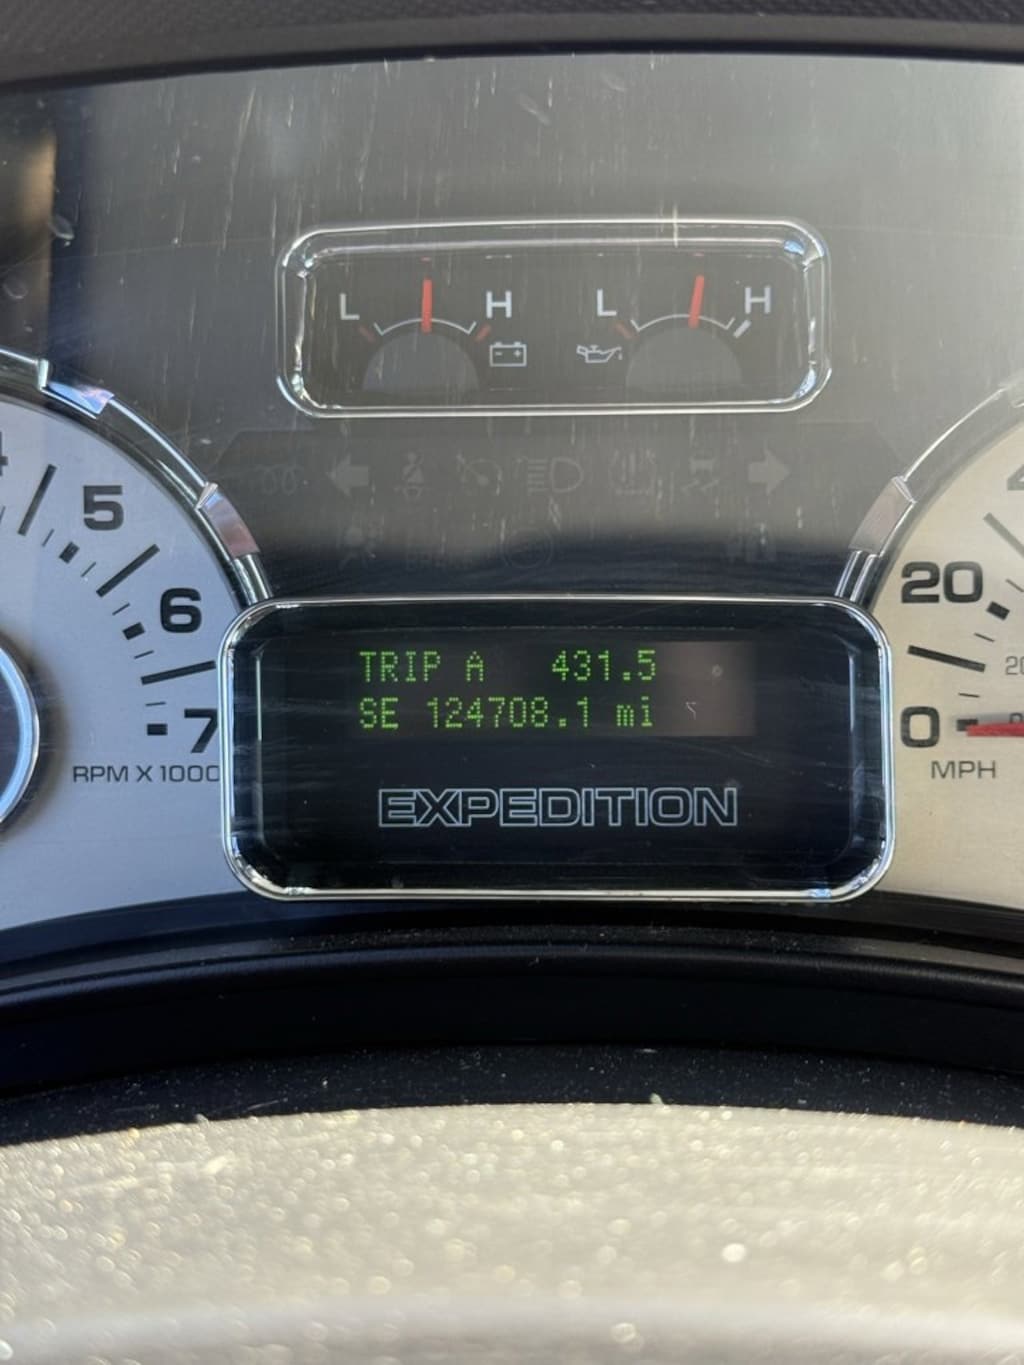 L H L H
5
6
7
RPM X 1000
TRIP A 431.5
SE 124708.1 mi
EXPEDITION
20
0
MPH